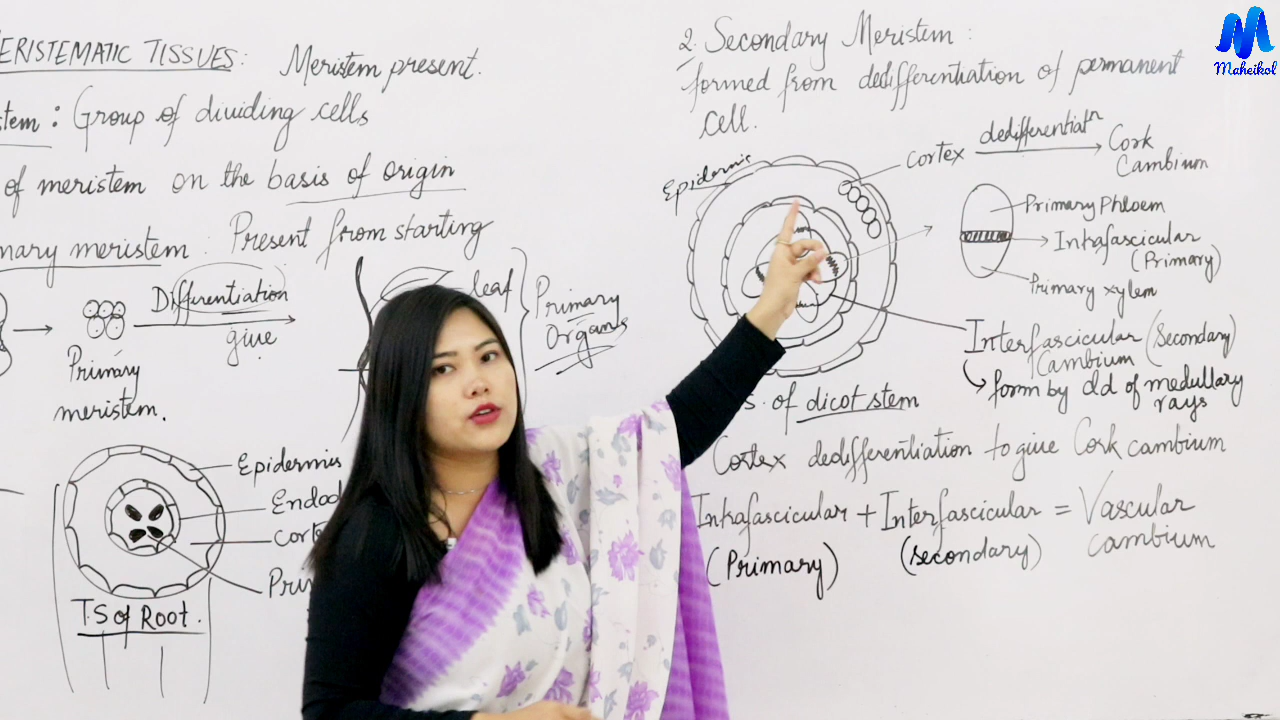 ERISTEMATIC TISSUES: Meristem present.
stem : Group of dividing cells
of meristem on the basis of origin
mary meristem : Present from starting
Differentiation
give
Primary
meristem.
leaf
Primary
Organs
Epidermis
Endod
Corte
Pri
T.S of Root.
2. Secondary Meristem :
formed from dedifferentiation of permanent
Cell.
Epidermis
Cortex
dediffentiatn
Cork
Cambium
Primary Phloem
Intrafascicular
(Primary)
Primary xylem
Interfascicular (Secondary)
Cambium
form by dd of medullary
rays
S. of dicot stem
Cortex dedifferentiation to give Cork cambium
Intrafascicular + Interfascicular = Vascular
cambium
(Primary)
(secondary)
Maheikol